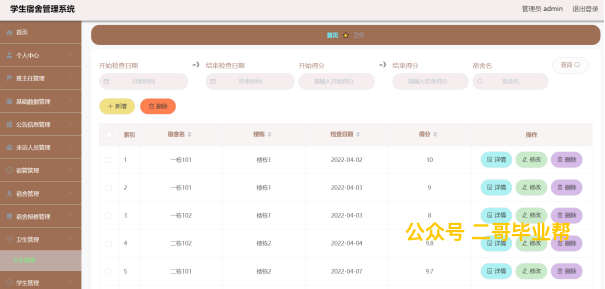 学生宿舍管理系统
管理员 admin 退出登录
首页
个人中心
班主任管理
基础数据管理
公告信息管理
来访人员管理
宿管管理
宿舍管理
宿舍报修管理
卫生管理
卫生管理
学生管理
首页 卫生
开始检查日期
结束检查日期
开始得分
结束得分
宿舍名
开始时间
结束时间
请输入开始得分
请输入结束得分
宿舍名
查询
+ 新增
删除
索引 宿舍名 楼栋 检查日期 得分 操作
1 一栋101 楼栋1 2022-04-02 10 详情 修改 删除
2 一栋101 楼栋1 2022-04-03 9 详情 修改 删除
3 一栋102 楼栋1 2022-04-03 8 详情 修改 删除
4 二栋102 楼栋2 2022-04-04 9.8 详情 修改 删除
5 二栋101 楼栋2 2022-04-07 9.7 详情 修改 删除
公众号 二哥毕业帮